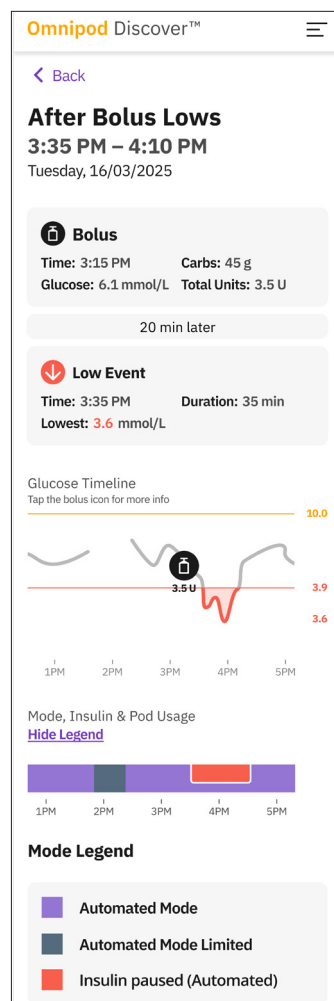 Omnipod Discover™
Back
After Bolus Lows
3:35 PM – 4:10 PM
Tuesday, 16/03/2025
Bolus
Time: 3:15 PM Carbs: 45 g
Glucose: 6.1 mmol/L Total Units: 3.5 U
20 min later
Low Event
Time: 3:35 PM Duration: 35 min
Lowest: 3.6 mmol/L
Glucose Timeline
Tap the bolus icon for more info
10.0
3.5 U
3.9
3.6
1PM 2PM 3PM 4PM 5PM
Mode, Insulin & Pod Usage
Hide Legend
1PM 2PM 3PM 4PM 5PM
Mode Legend
Automated Mode
Automated Mode Limited
Insulin paused (Automated)